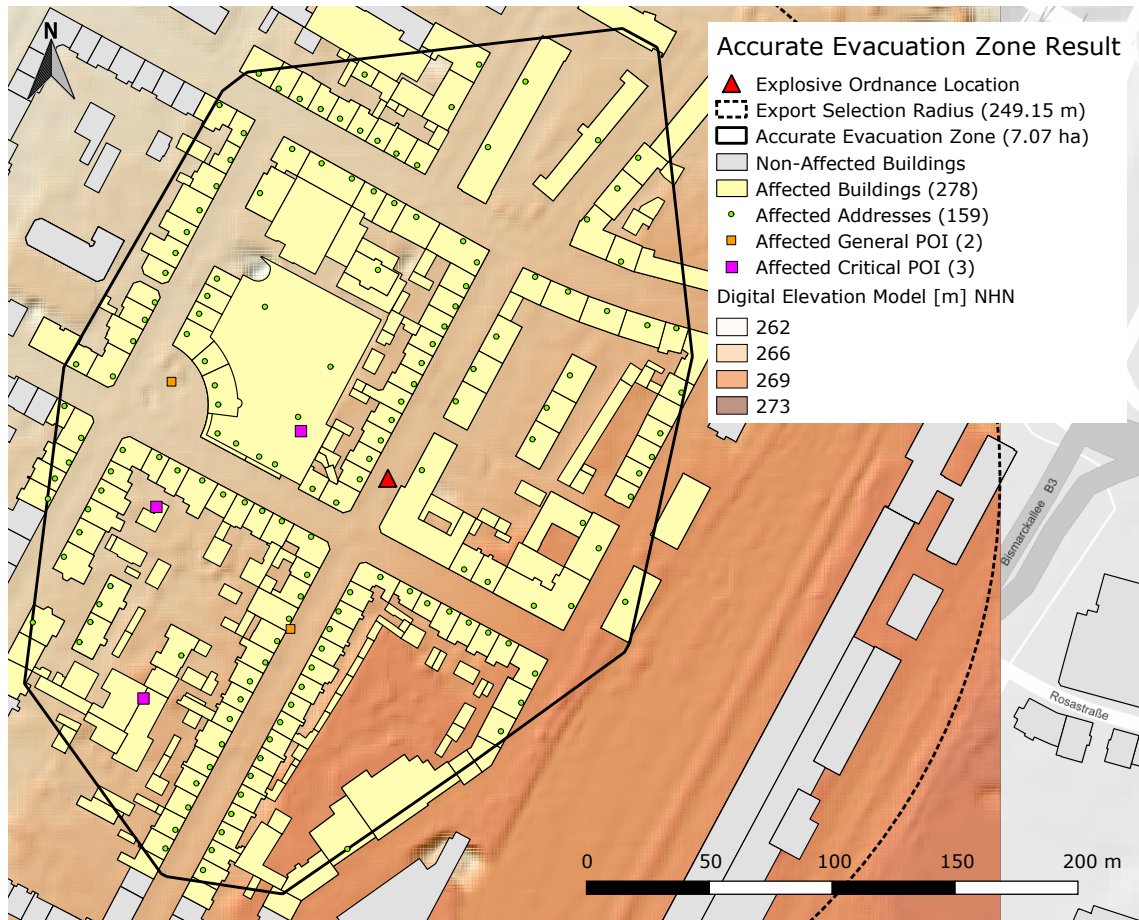 N
Accurate Evacuation Zone Result
Explosive Ordnance Location
Export Selection Radius (249.15 m)
Accurate Evacuation Zone (7.07 ha)
Non-Affected Buildings
Affected Buildings (278)
Affected Addresses (159)
Affected General POI (2)
Affected Critical POI (3)
Digital Elevation Model [m] NHN
262
266
269
273
Bismarckallee B3
Rosastraße
0 50 100 150 200 m